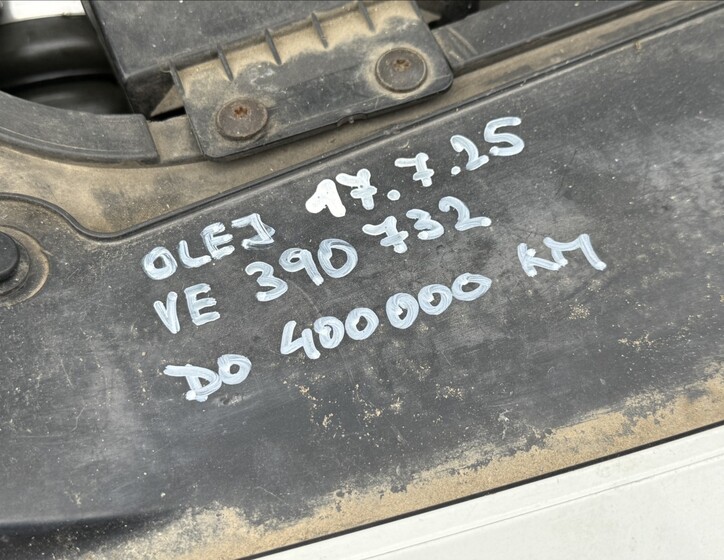 OLEJ 17.7.25
VE 390 732
DO 400000 KM